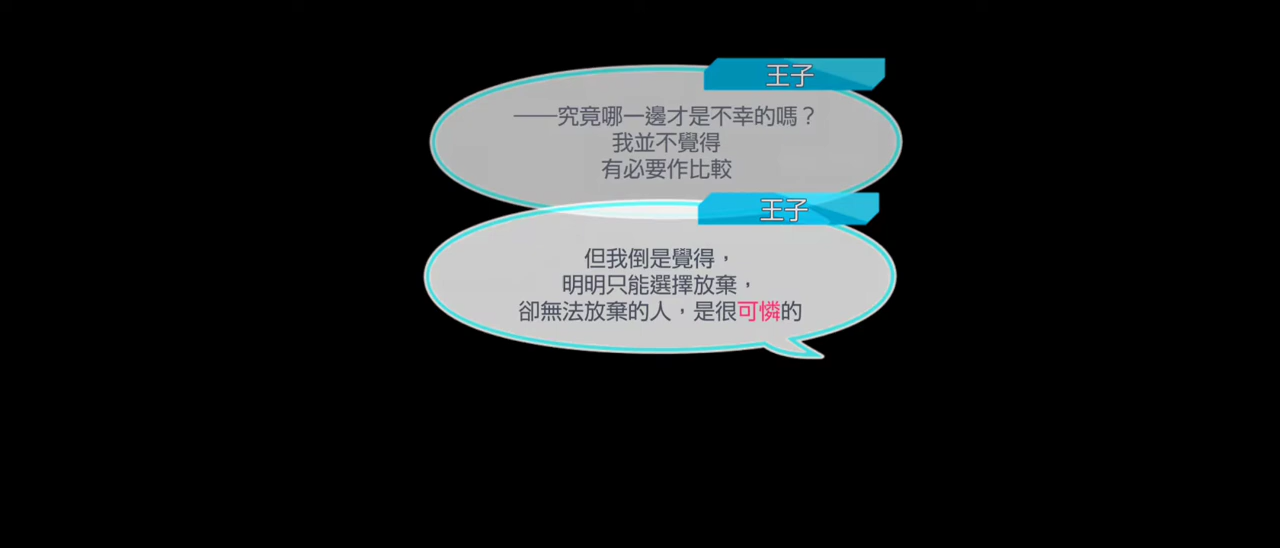 王子
——究竟哪一邊才是不幸的嗎？
我並不覺得
有必要作比較
王子
但我倒是覺得，
明明只能選擇放棄，
卻無法放棄的人，是很可憐的